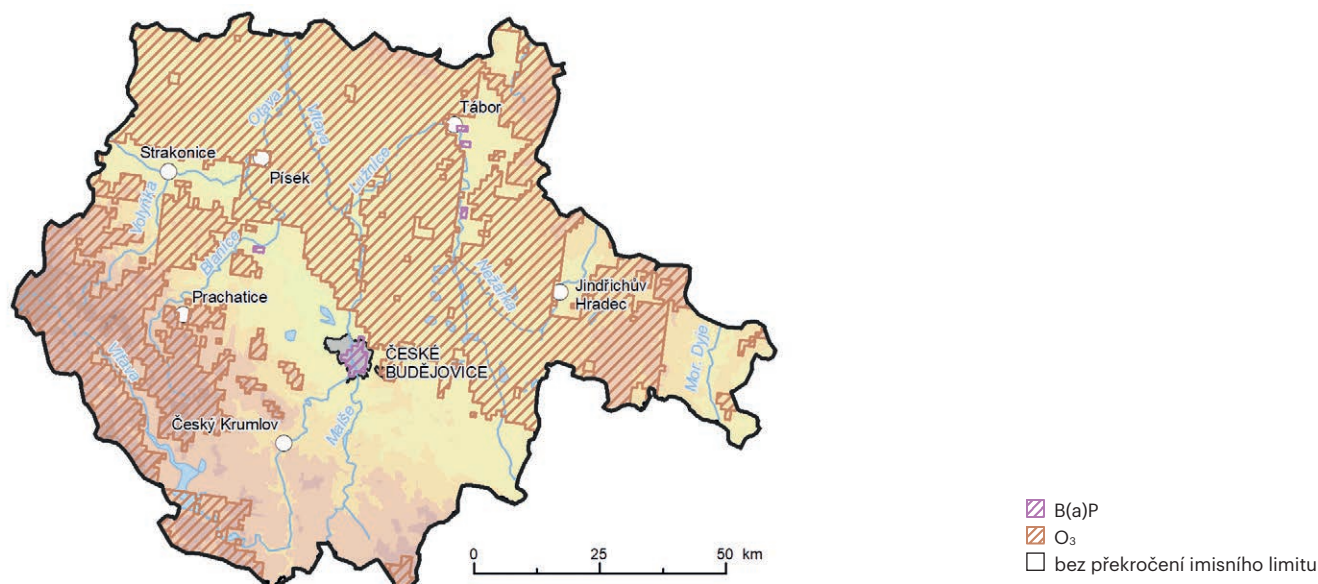 Tábor
Otava
Vltava
Strakonice
Písek
Lužnice
Volyňka
Blanice
Nežárka
Jindřichův
Hradec
Prachatice
Vltava
ČESKÉ
BUDĚJOVICE
Mor. Dyje
Český Krumlov
Malše
0 25 50 km
B(a)P
O₃
bez překročení imisního limitu